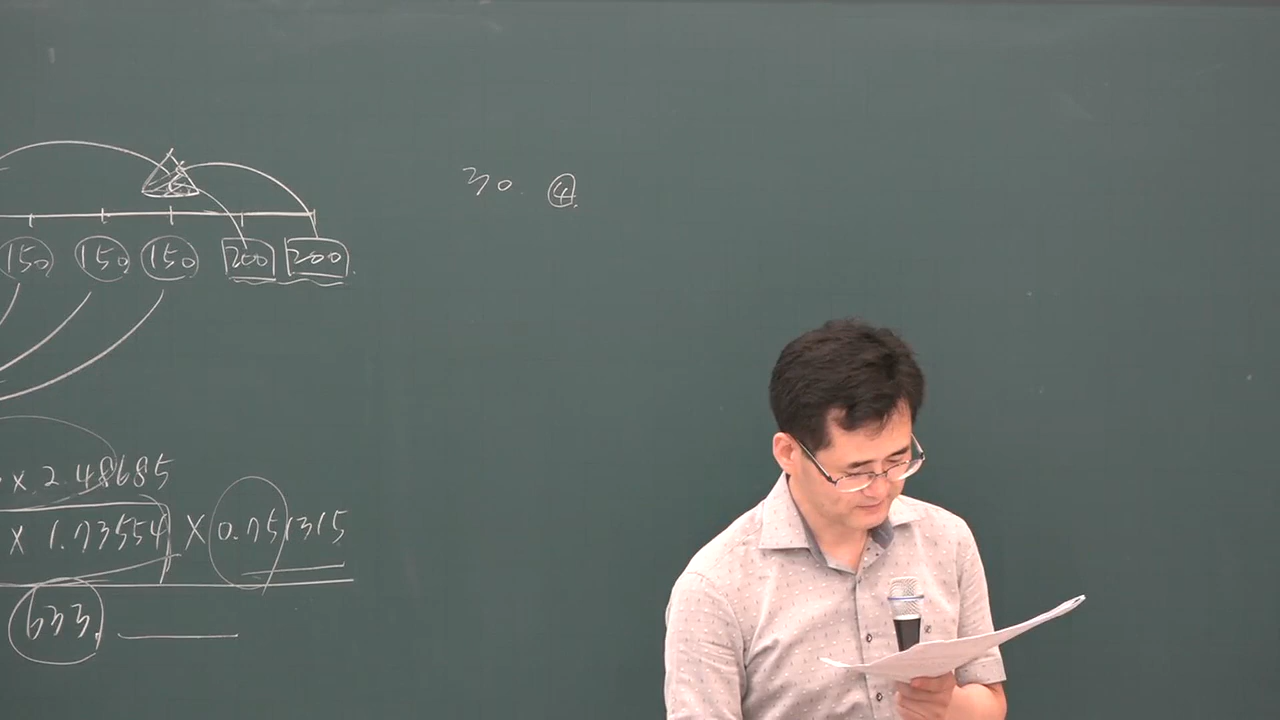 150 150 150 200 200
30. ④
× 2.48685
× 1.73554 × 0.751315
633.